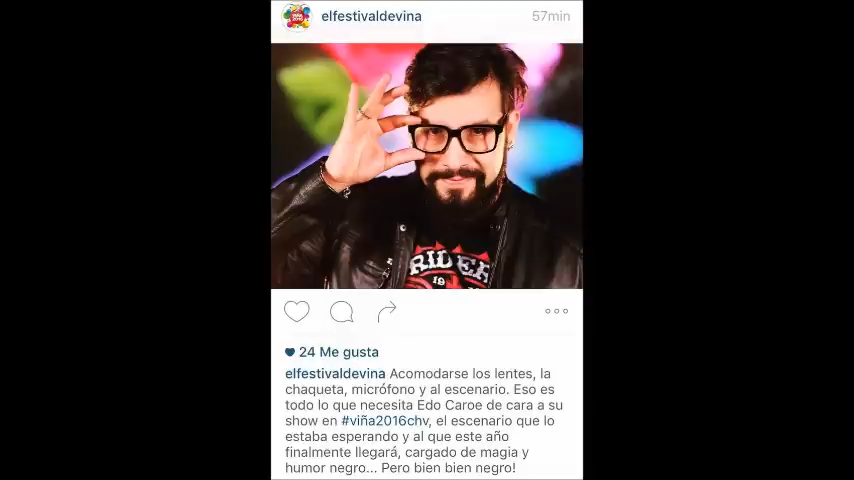 elfestivaldevina
57min
RIDER
19
24 Me gusta
elfestivaldevina Acomodarse los lentes, la
chaqueta, micrófono y al escenario. Eso es
todo lo que necesita Edo Caroe de cara a su
show en #viña2016chv, el escenario que lo
estaba esperando y al que este año
finalmente llegará, cargado de magia y
humor negro... Pero bien bien negro!